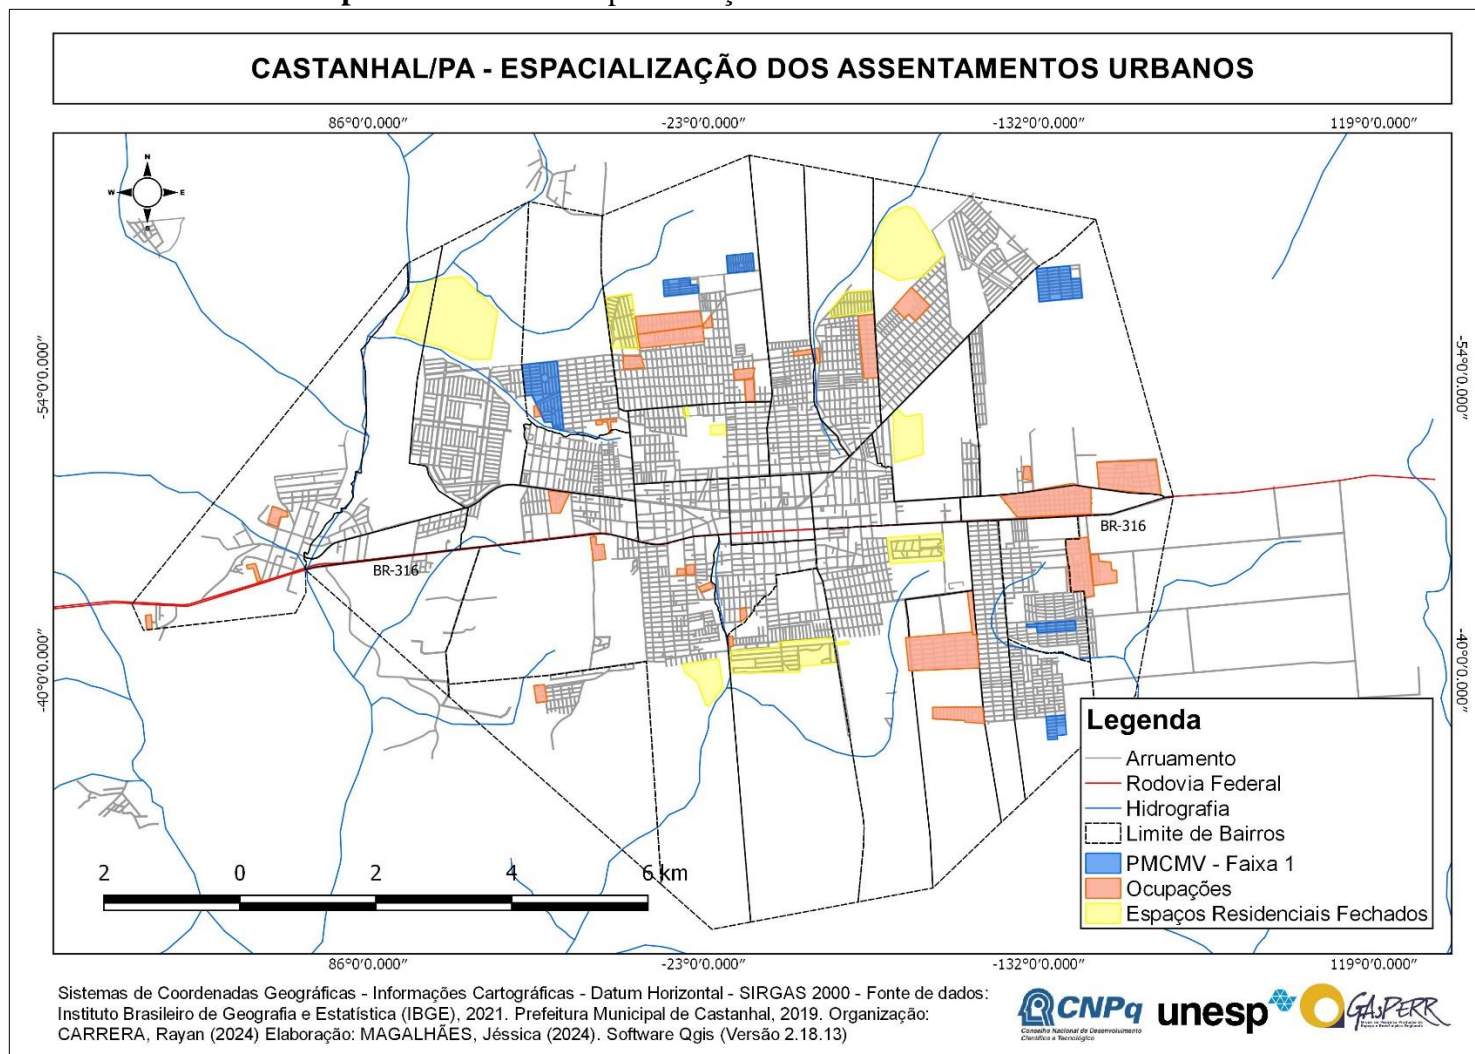 CASTANHAL/PA - ESPACIALIZAÇÃO DOS ASSENTAMENTOS URBANOS
86°0'0.000" -23°0'0.000" -132°0'0.000" 119°0'0.000"
N
W E
S
-54°0'0.000" -54°0'0.000"
BR-316
BR-316
-40°0'0.000" -40°0'0.000"
Legenda
Arruamento
Rodovia Federal
Hidrografia
Limite de Bairros
PMCMV - Faixa 1
Ocupações
Espaços Residenciais Fechados
2 0 2 4 6 km
86°0'0.000" -23°0'0.000" -132°0'0.000" 119°0'0.000"
Sistemas de Coordenadas Geográficas - Informações Cartográficas - Datum Horizontal - SIRGAS 2000 - Fonte de dados:
Instituto Brasileiro de Geografia e Estatística (IBGE), 2021. Prefeitura Municipal de Castanhal, 2019. Organização:
CARRERA, Rayan (2024) Elaboração: MAGALHÃES, Jéssica (2024). Software Qgis (Versão 2.18.13)
CNPq
Conselho Nacional de Desenvolvimento
Científico e Tecnológico
unesp
GAsPERR